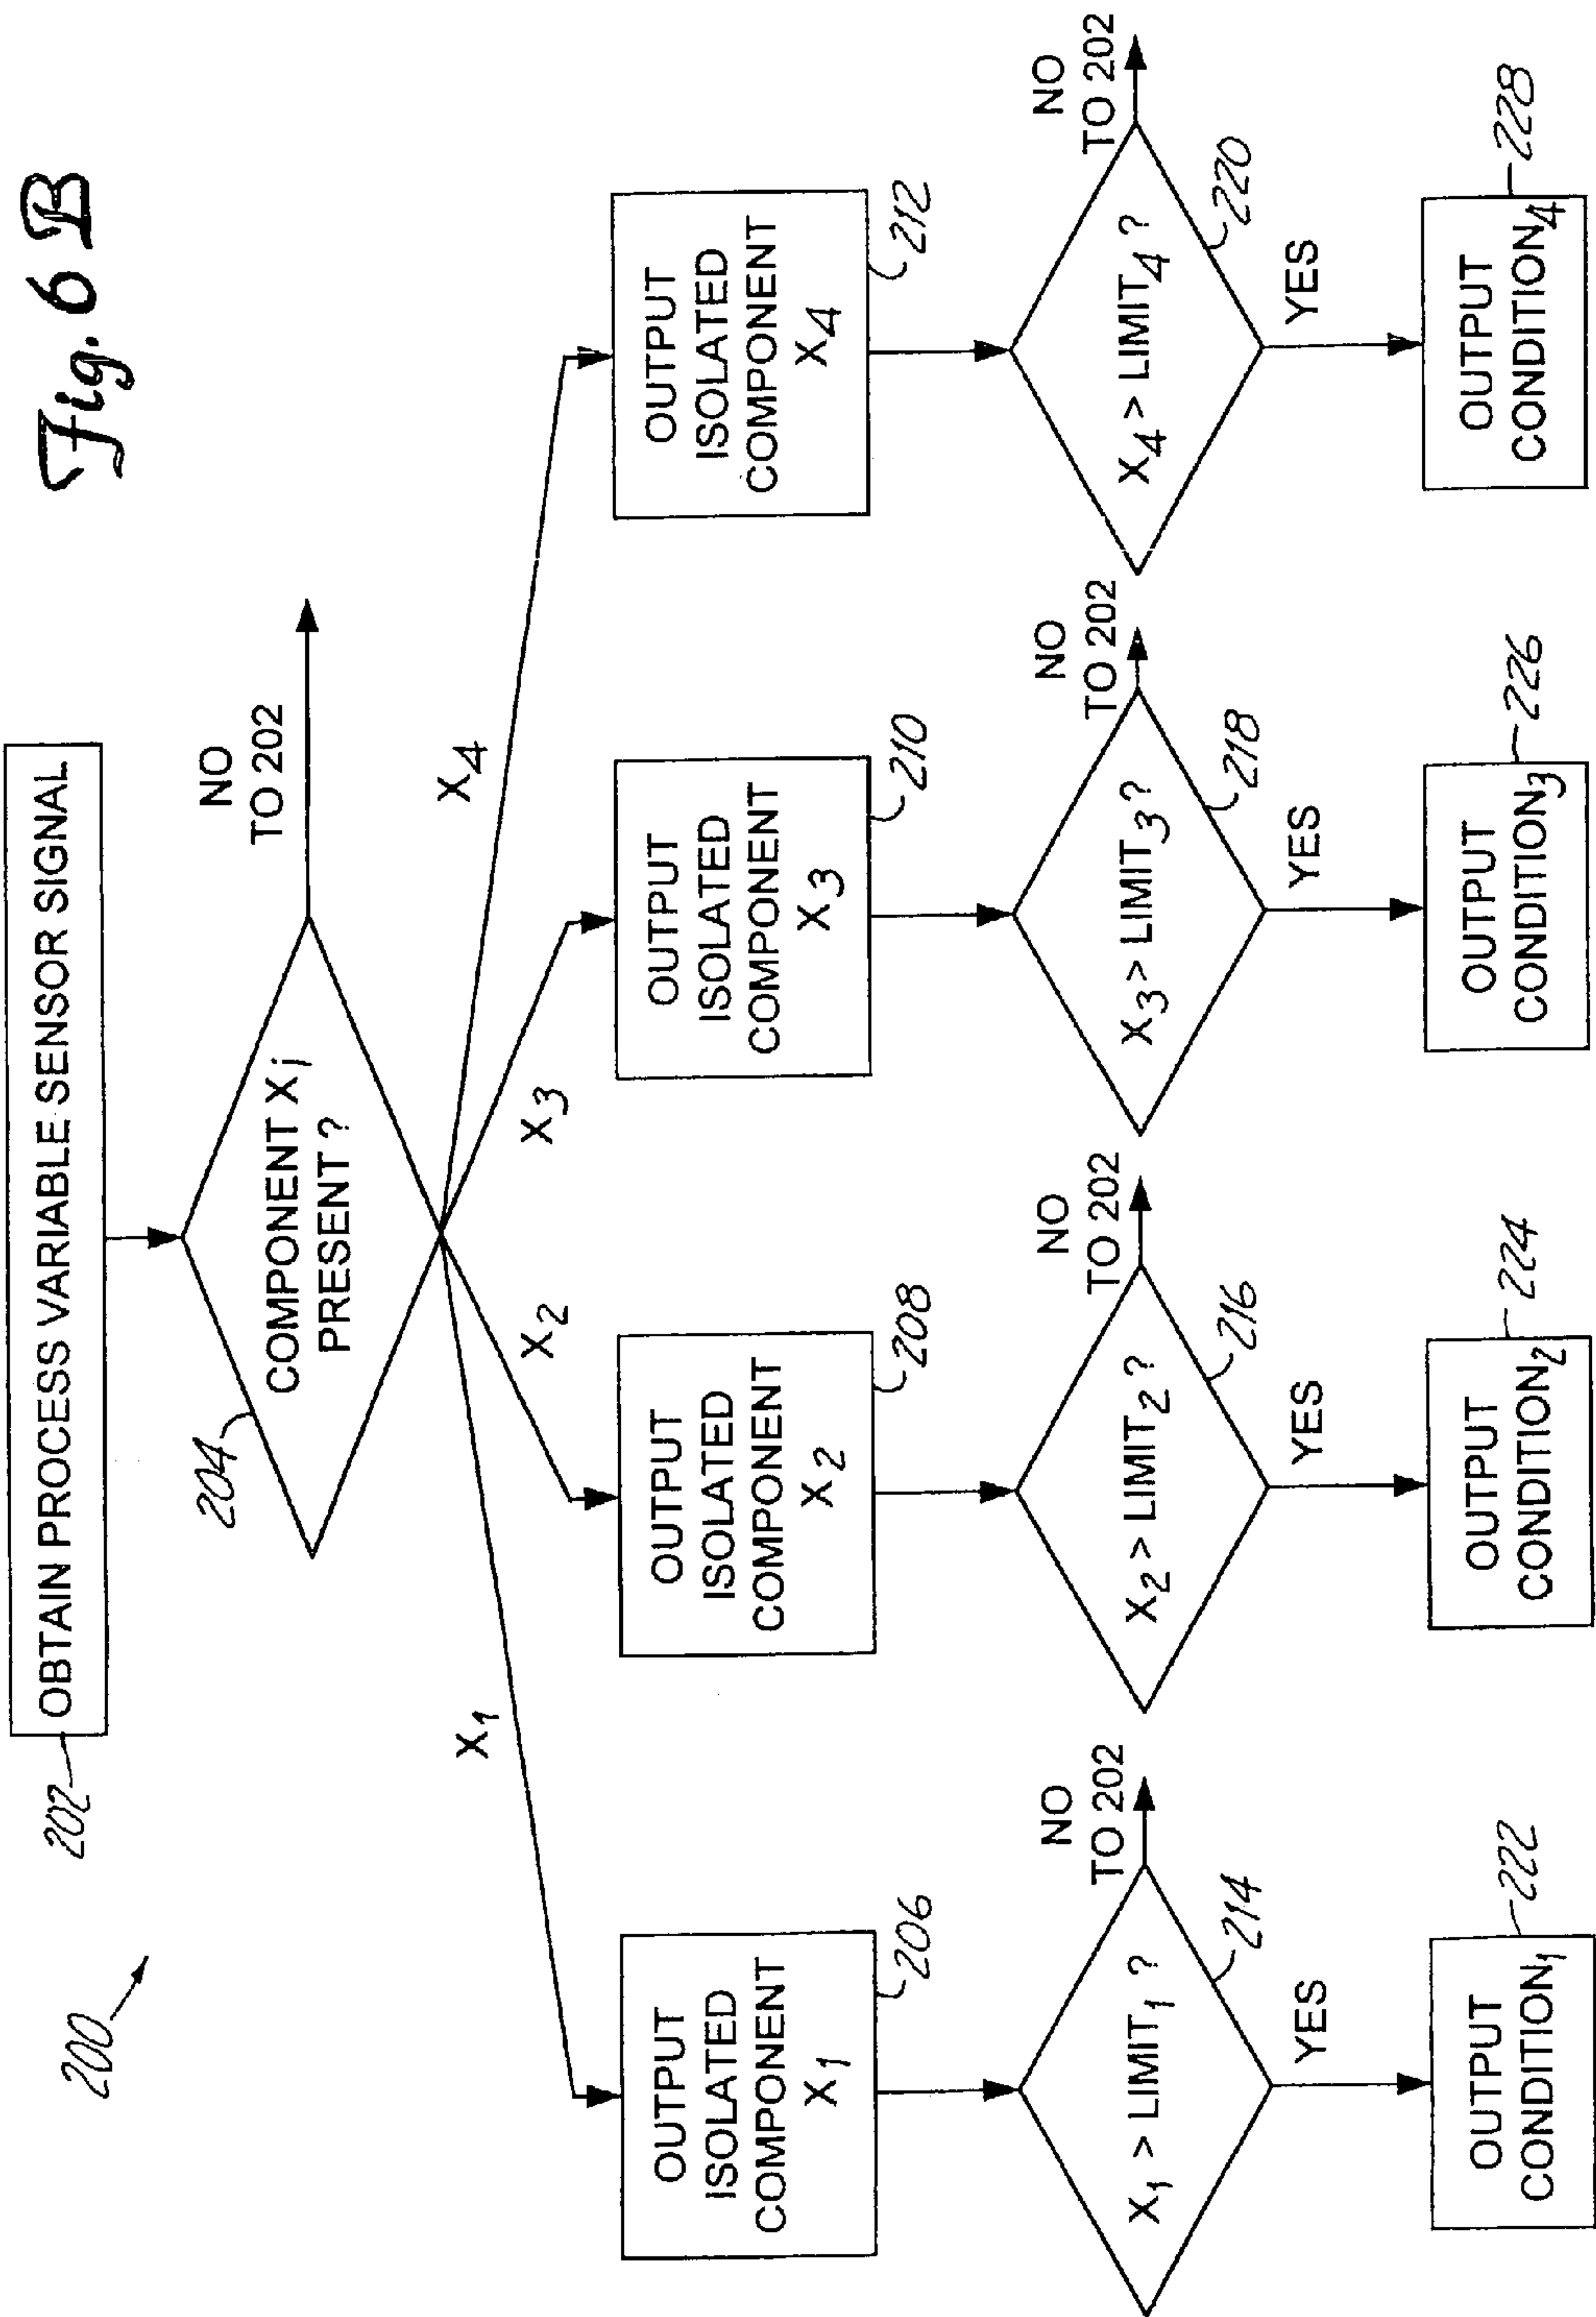 Fig. 6 B
200
202
OBTAIN PROCESS VARIABLE SENSOR SIGNAL
204
COMPONENT Xi
PRESENT ?
NO
TO 202
X1
X2
X3
X4
OUTPUT
ISOLATED
COMPONENT
X1
206
OUTPUT
ISOLATED
COMPONENT
X2
208
OUTPUT
ISOLATED
COMPONENT
X3
210
OUTPUT
ISOLATED
COMPONENT
X4
212
X1 > LIMIT1 ?
214
NO
TO 202
YES
X2 > LIMIT2 ?
216
NO
TO 202
YES
X3 > LIMIT3 ?
218
NO
TO 202
YES
X4 > LIMIT4 ?
220
NO
TO 202
YES
OUTPUT
CONDITION1
222
OUTPUT
CONDITION2
224
OUTPUT
CONDITION3
226
OUTPUT
CONDITION4
228